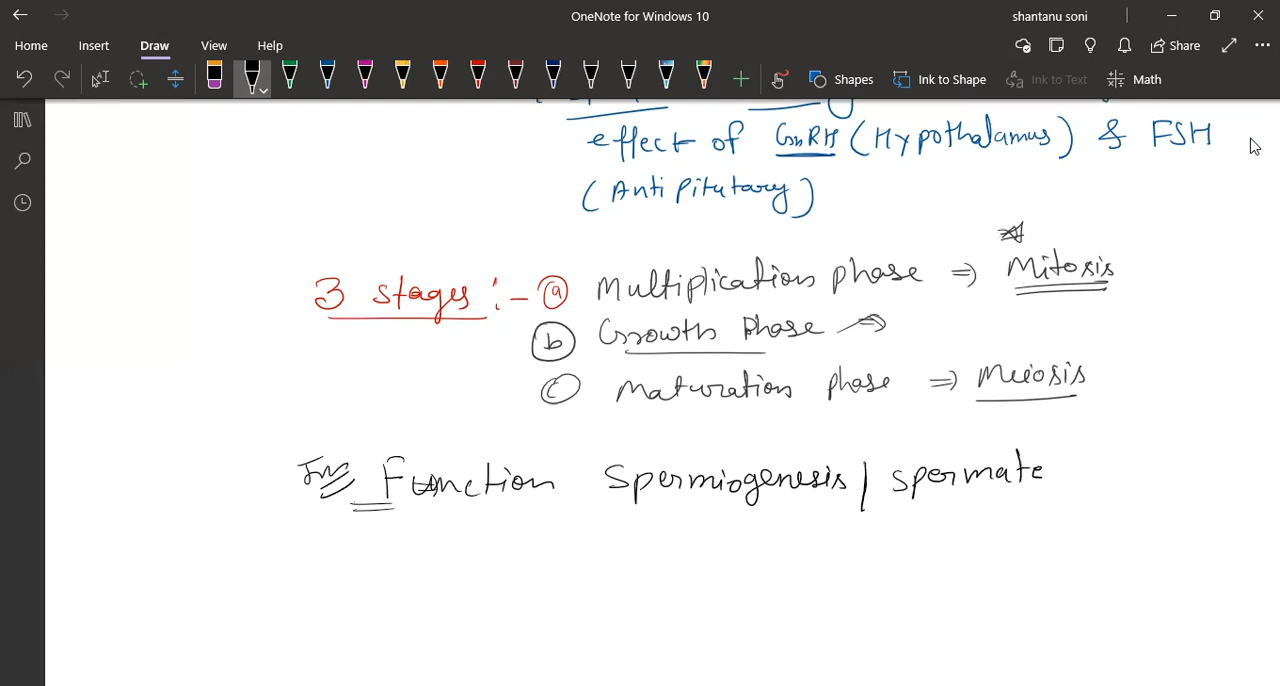 OneNote for Windows 10
shantanu soni
Home Insert Draw View Help
Share
Shapes Ink to Shape Ink to Text Math
effect of GnRH (Hypothalamus) & FSH
(Anti Pitutary)
3 stages :- (a) Multiplication phase ⇒ Mitosis
(b) Growth phase ⇒
(c) Maturation phase ⇒ Meiosis
Function Spermiogenesis / spermate